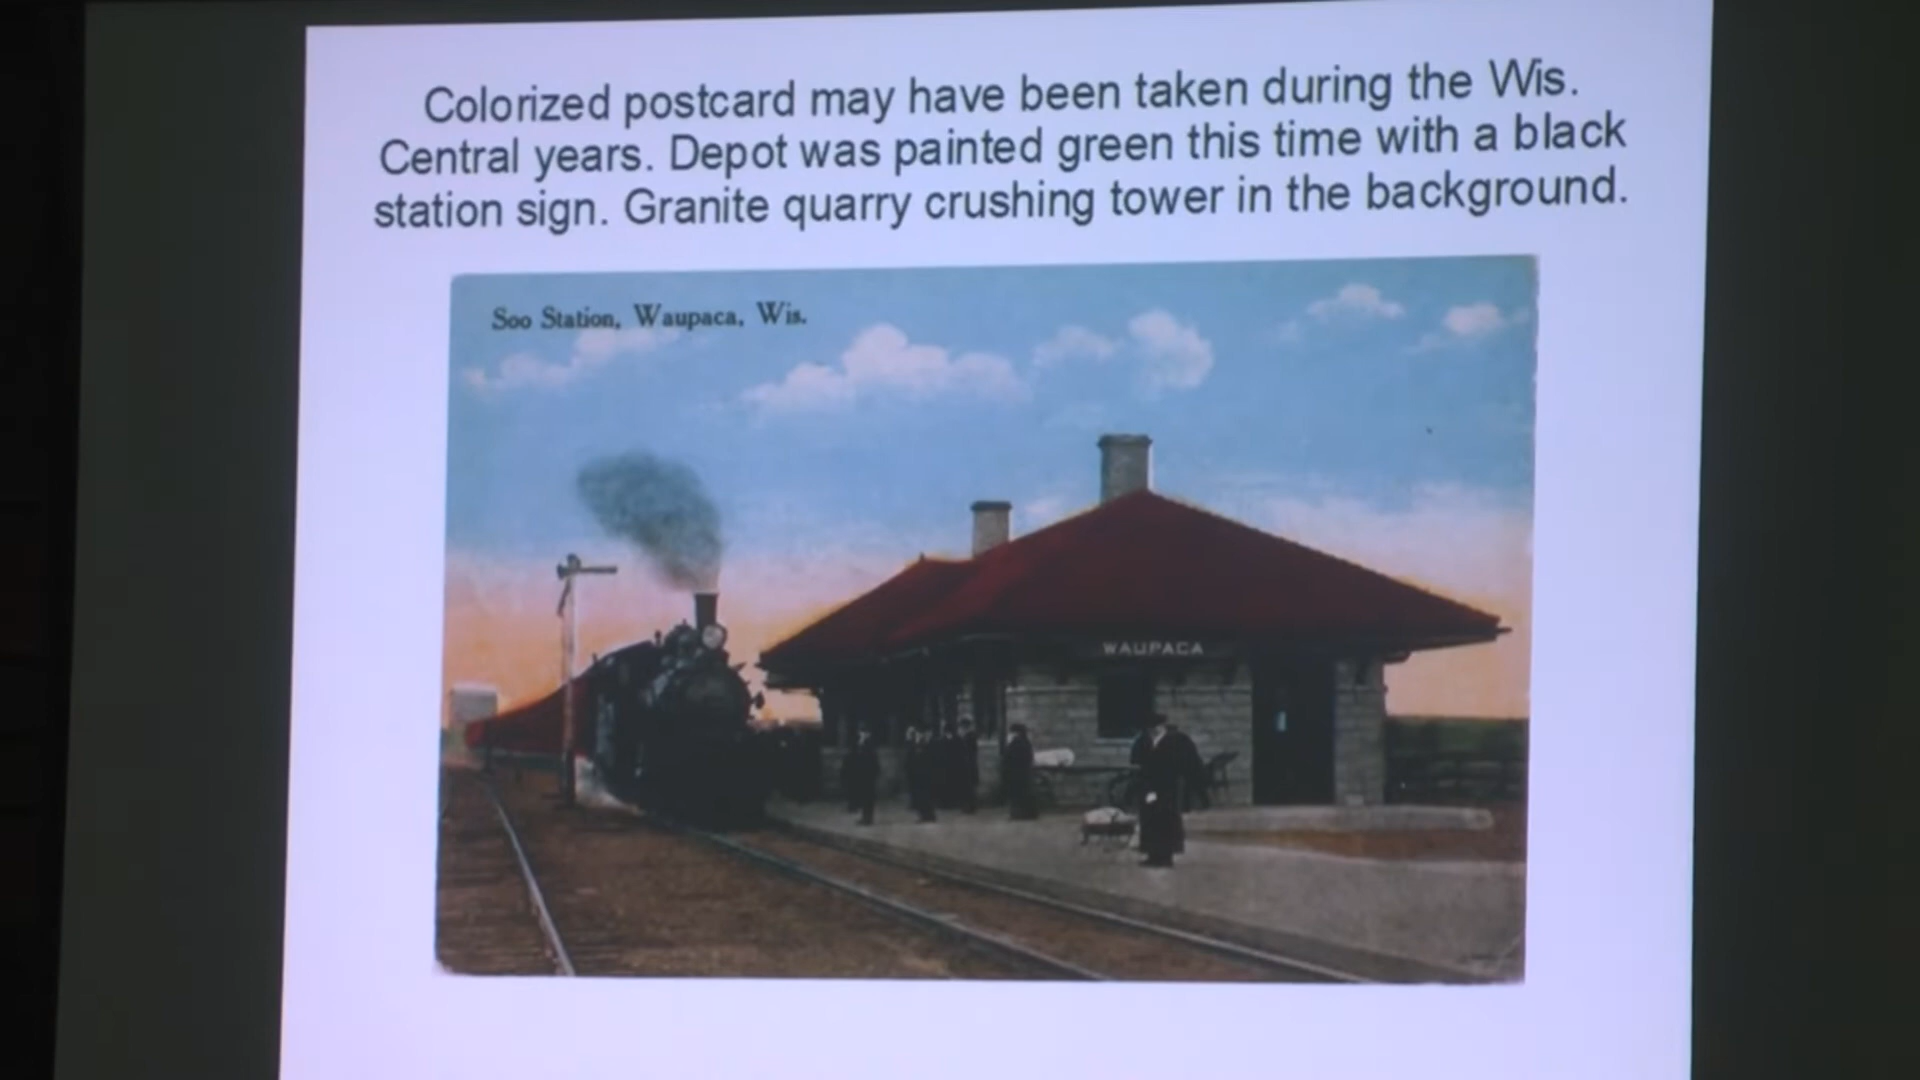 Colorized postcard may have been taken during the Wis.
Central years. Depot was painted green this time with a black
station sign. Granite quarry crushing tower in the background.
Soo Station, Waupaca, Wis.
WAUPACA